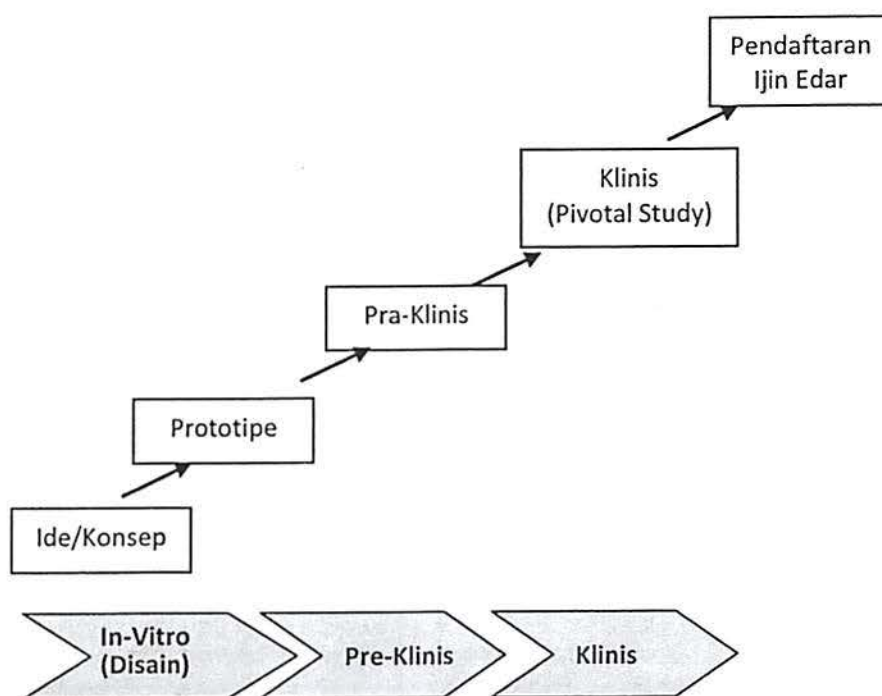 Pendaftaran
Ijin Edar
Klinis
(Pivotal Study)
Pra-Klinis
Prototipe
Ide/Konsep
In-Vitro
(Disain)
Pre-Klinis
Klinis